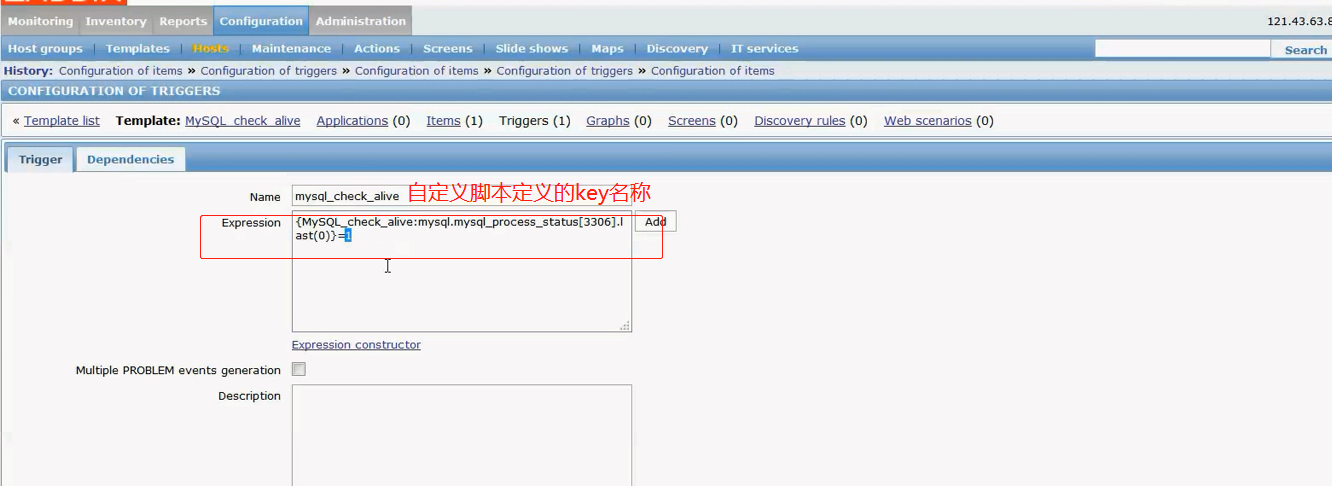 Monitoring Inventory Reports Configuration Administration
121.43.63.8
Host groups | Templates | Hosts | Maintenance | Actions | Screens | Slide shows | Maps | Discovery | IT services
Search
History: Configuration of items » Configuration of triggers » Configuration of items » Configuration of triggers » Configuration of items
CONFIGURATION OF TRIGGERS
« Template list Template: MySQL_check_alive Applications (0) Items (1) Triggers (1) Graphs (0) Screens (0) Discovery rules (0) Web scenarios (0)
Trigger Dependencies
Name mysql_check_alive 自定义脚本定义的key名称
Expression {MySQL_check_alive:mysql.mysql_process_status[3306].l Add
ast(0)}=1
Expression constructor
Multiple PROBLEM events generation
Description